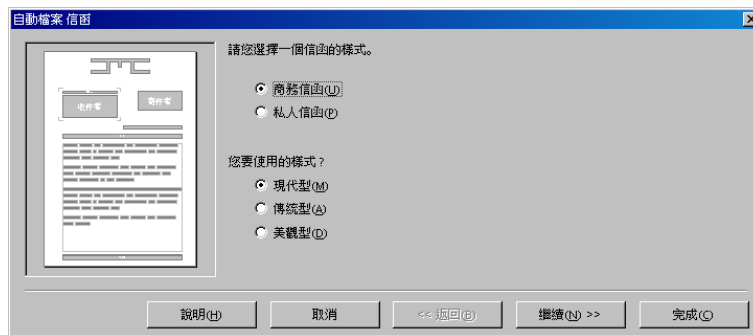 自動檔案 信函
收件者
寄件者
請您選擇一個信函的樣式。
商務信函(U)
私人信函(P)
您要使用的樣式?
現代型(M)
傳統型(A)
美觀型(D)
說明(H)
取消
<< 返回(B)
繼續(N) >>
完成(C)